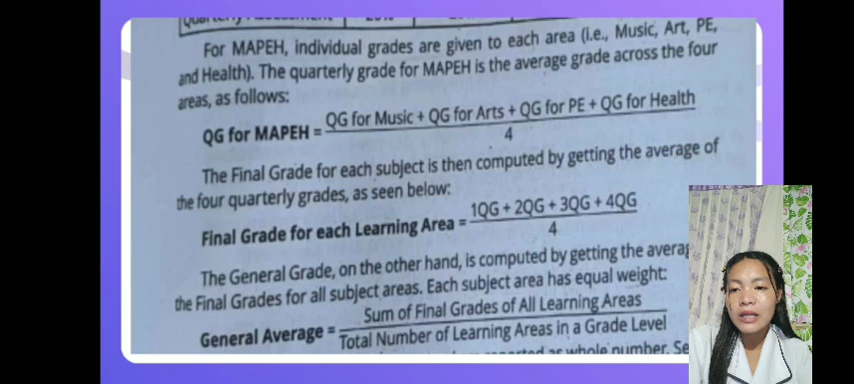 Quarterly Assessment 20%
For MAPEH, individual grades are given to each area (i.e., Music, Art, PE,
and Health). The quarterly grade for MAPEH is the average grade across the four
areas, as follows:
QG for MAPEH = QG for Music + QG for Arts + QG for PE + QG for Health
4
The Final Grade for each subject is then computed by getting the average of
the four quarterly grades, as seen below:
Final Grade for each Learning Area = 1QG + 2QG + 3QG + 4QG
4
The General Grade, on the other hand, is computed by getting the
the Final Grades for all subject areas. Each subject area has equal weight:
General Average = Sum of Final Grades of All Learning Areas
Total Number of Learning Areas in a Grade Level
as whole number.